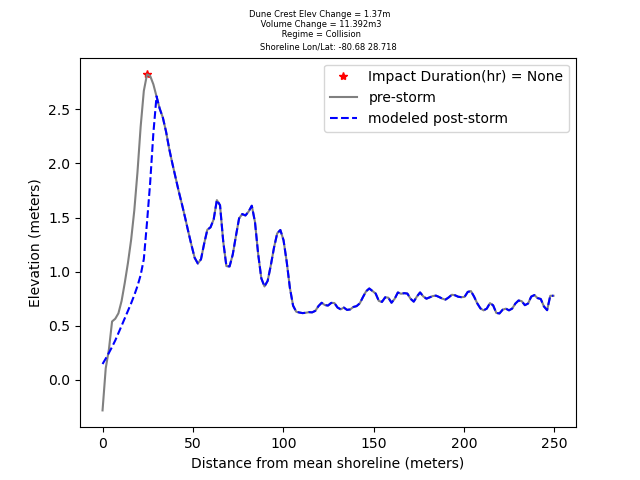 Dune Crest Elev Change = 1.37m
Volume Change = 11.392m3
Regime = Collision
Shoreline Lon/Lat: -80.68 28.718
Impact Duration(hr) = None
pre-storm
modeled post-storm
2.5
2.0
1.5
1.0
0.5
0.0
Elevation (meters)
0 50 100 150 200 250
Distance from mean shoreline (meters)